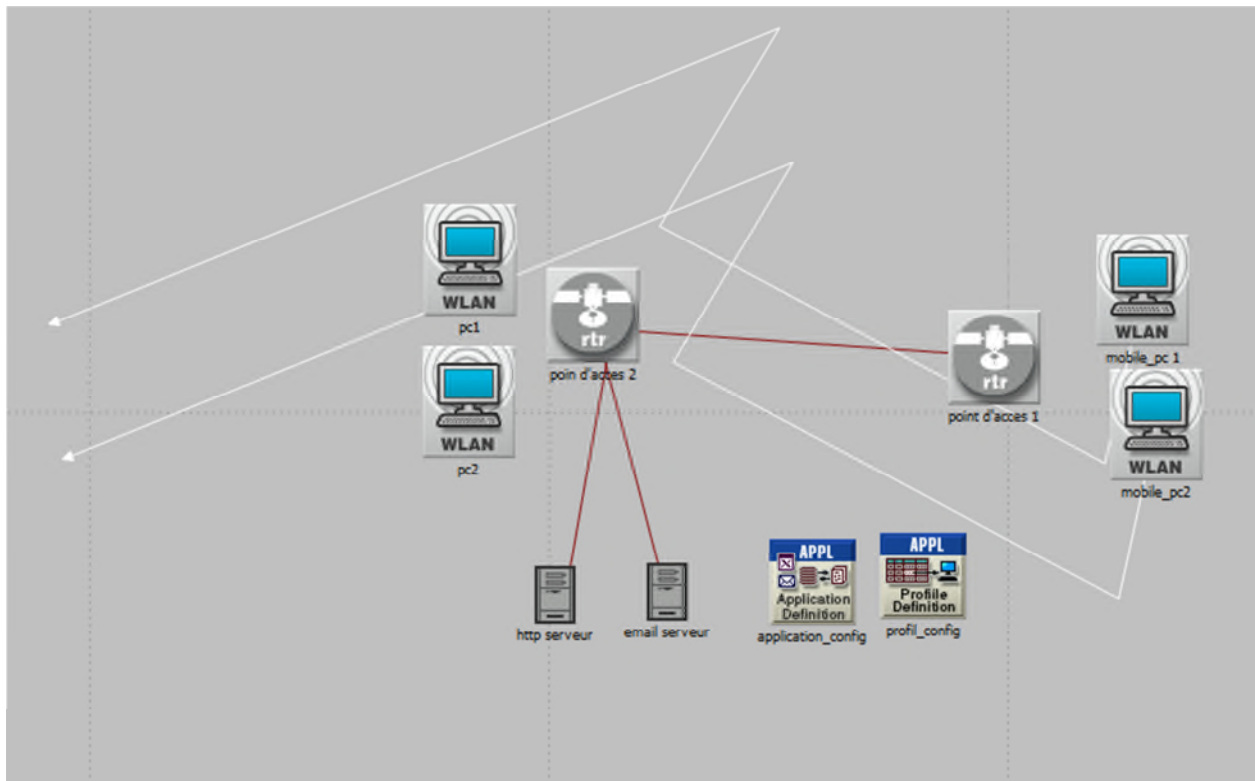 WLAN
pc1
rtr
poin d'acces 2
WLAN
mobile_pc 1
rtr
point d'acces 1
WLAN
pc2
WLAN
mobile_pc2
http serveur
email serveur
APPL
Application
Definition
application_config
APPL
Profiile
Definition
profil_config